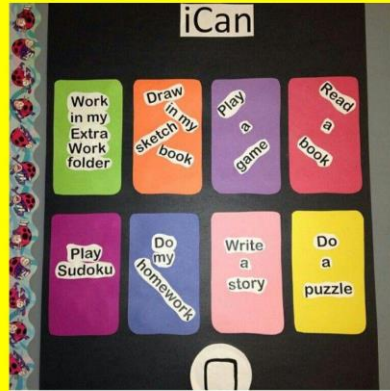 iCan
Work
in my
Extra
Work
folder
Draw
in my
sketch
book
Play
a
game
Read
a
book
Play
Sudoku
Do
my
homework
Write
a
story
Do
a
puzzle